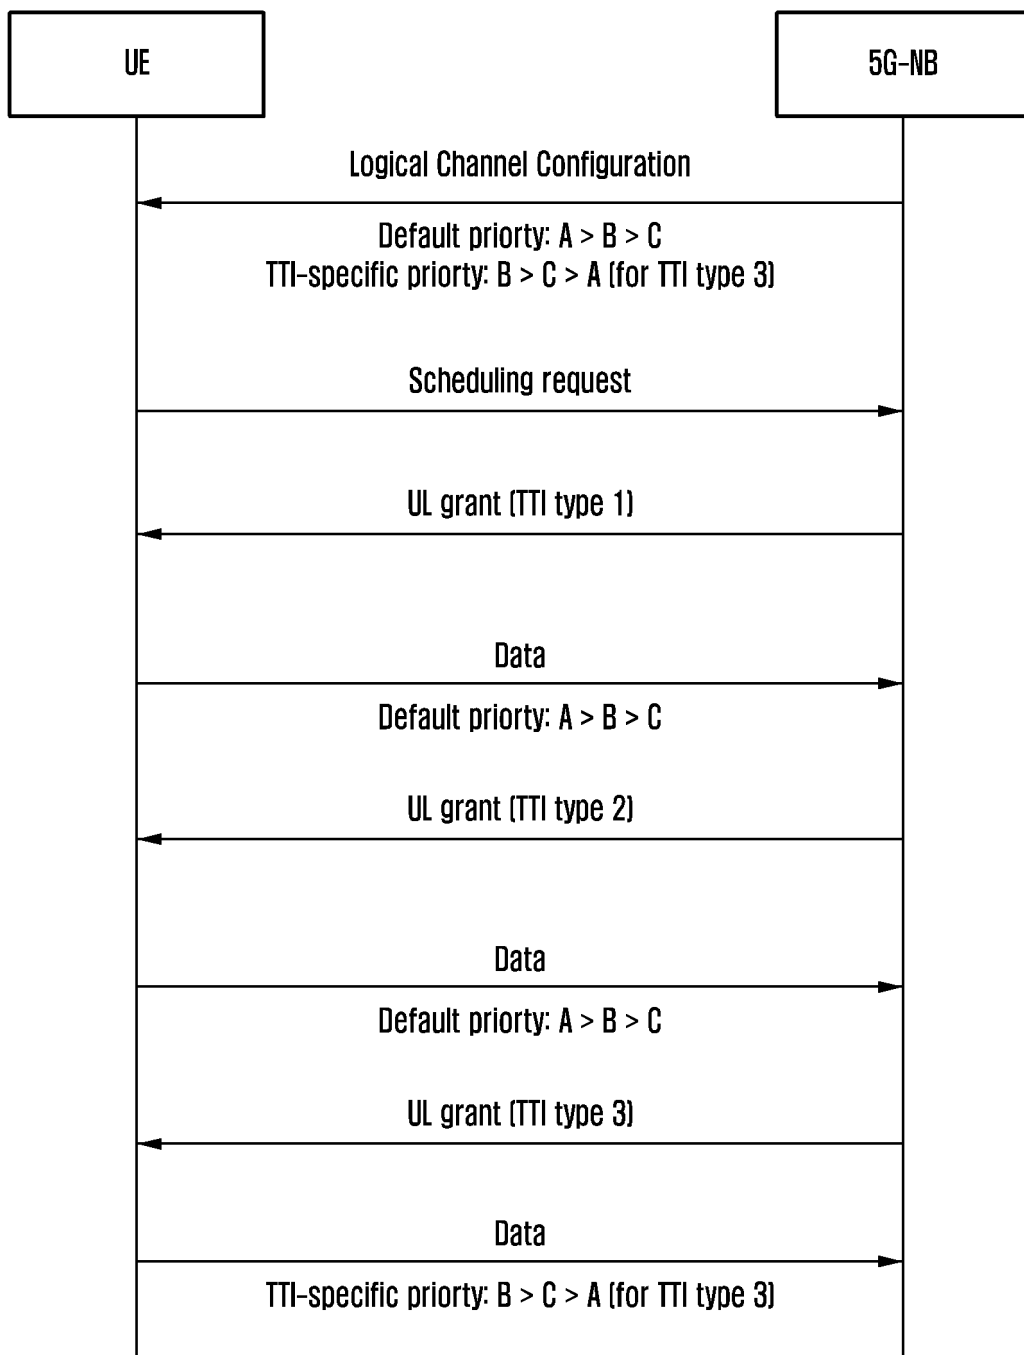 UE
5G-NB
Logical Channel Configuration
Default priorty: A > B > C
TTI-specific priorty: B > C > A (for TTI type 3)
Scheduling request
UL grant (TTI type 1)
Data
Default priorty: A > B > C
UL grant (TTI type 2)
Data
Default priorty: A > B > C
UL grant (TTI type 3)
Data
TTI-specific priorty: B > C > A (for TTI type 3)